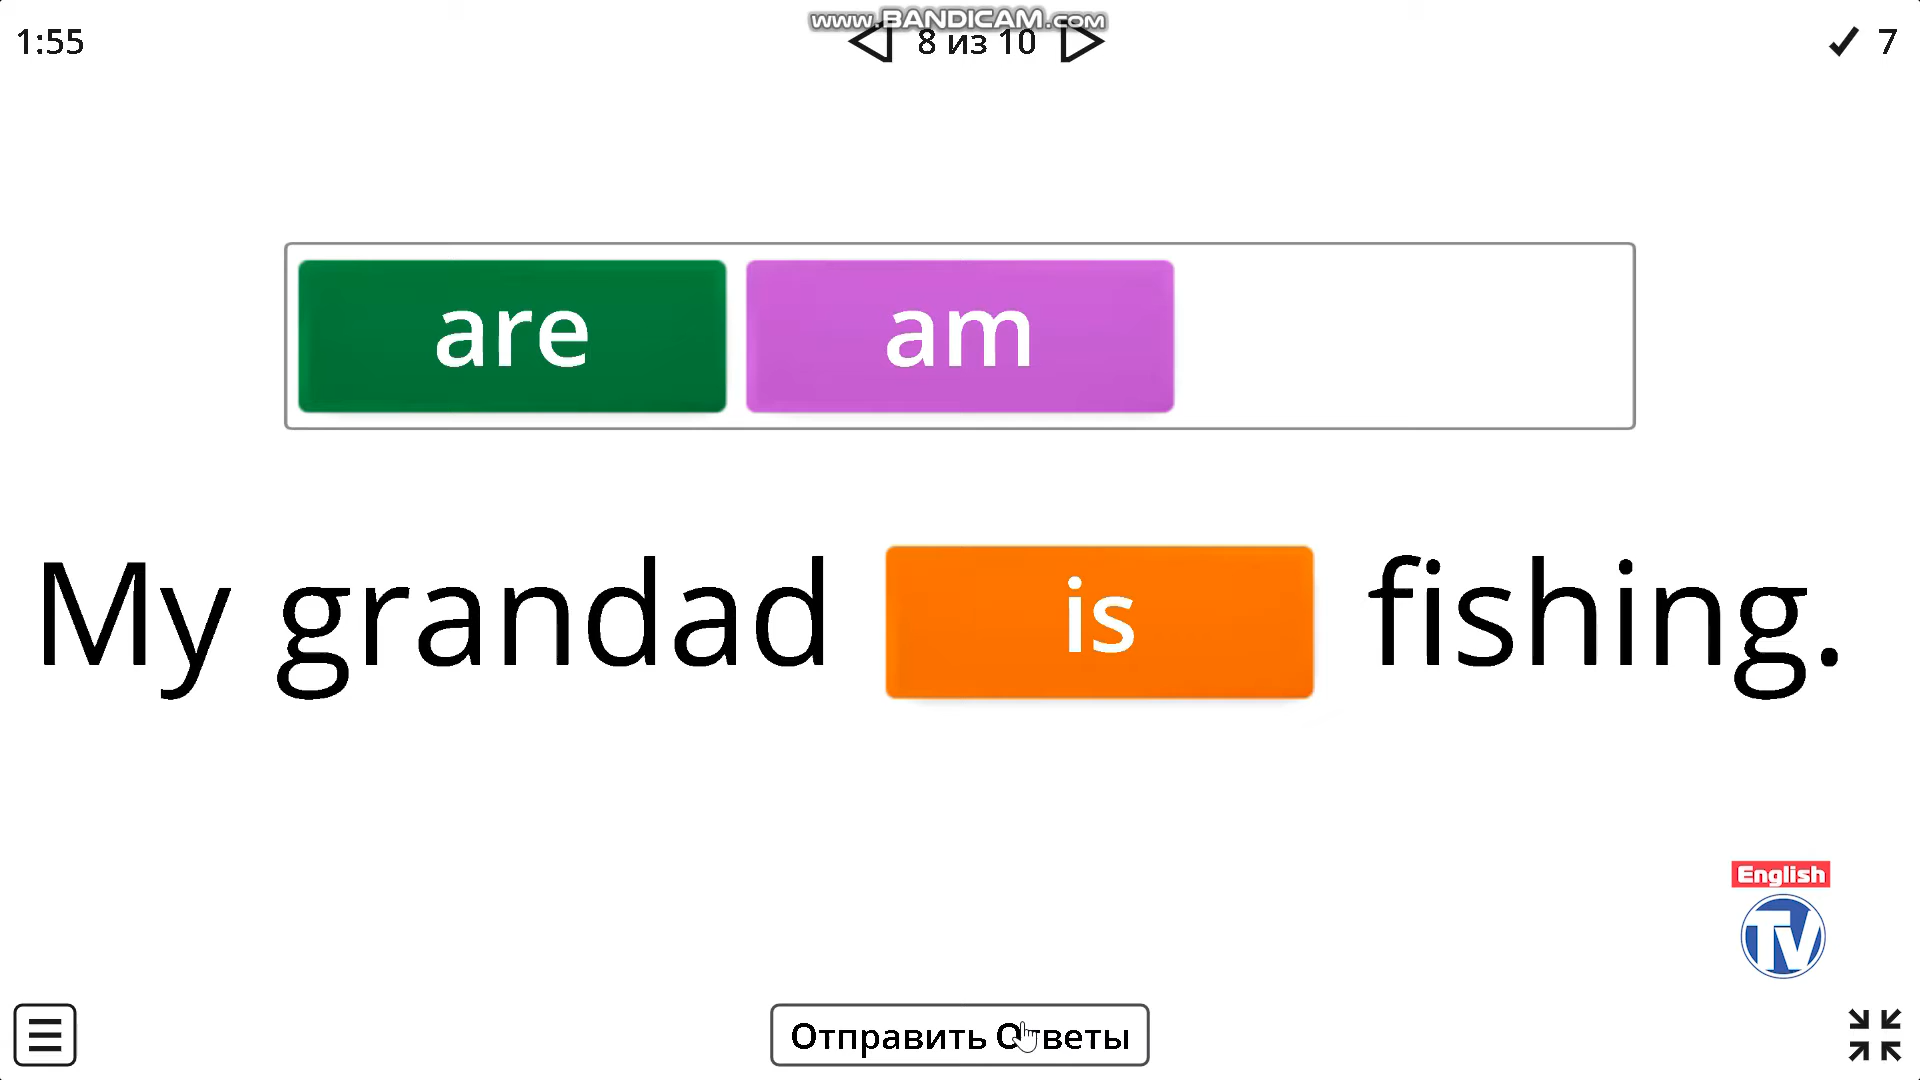 www.BANDICAM.com
1:55
8 из 10
7
are
am
My grandad is fishing.
English
TV
Отправить Ответы